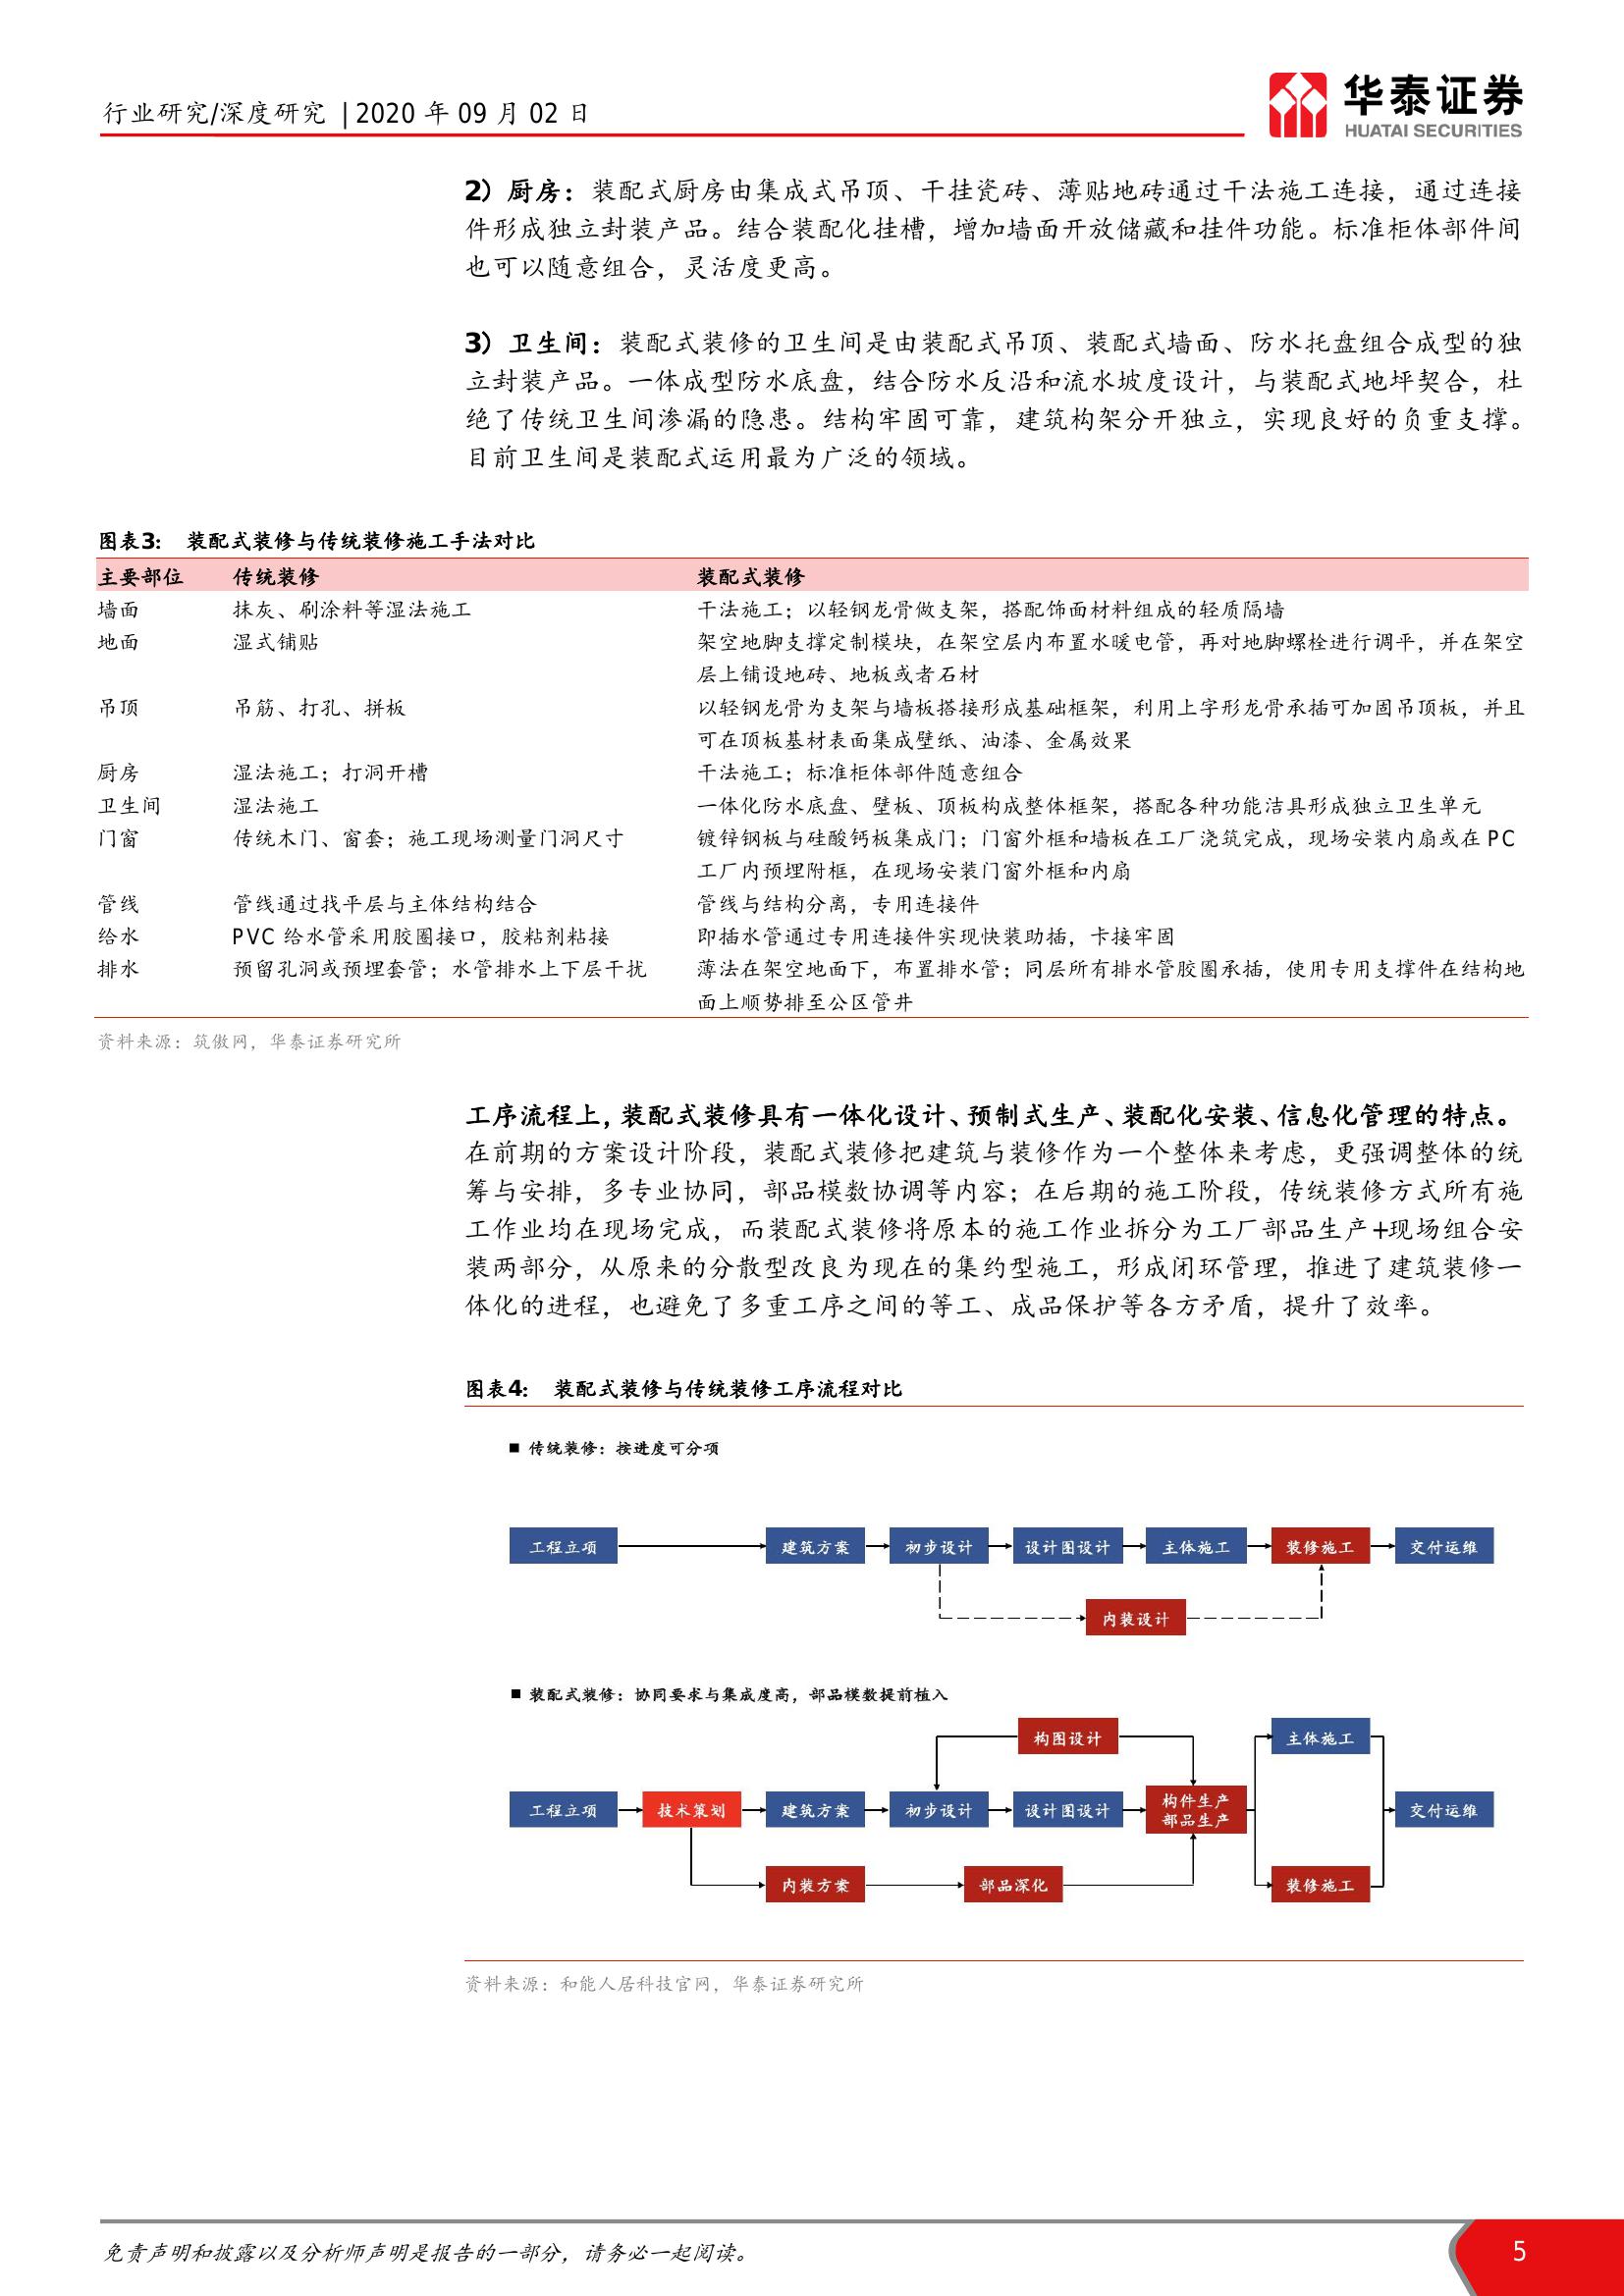 行业研究/深度研究 | 2020 年 09 月 02 日
华泰证券
HUATAI SECURITIES
2）厨房：装配式厨房由集成式吊顶、干挂瓷砖、薄贴地砖通过干法施工连接，通过连接
件形成独立封装产品。结合装配化挂槽，增加墙面开放储藏和挂件功能。标准柜体部件间
也可以随意组合，灵活度更高。
3）卫生间：装配式装修的卫生间是由装配式吊顶、装配式墙面、防水托盘组合成型的独
立封装产品。一体成型防水底盘，结合防水反沿和流水坡度设计，与装配式地坪契合，杜
绝了传统卫生间渗漏的隐患。结构牢固可靠，建筑构架分开独立，实现良好的负重支撑。
目前卫生间是装配式运用最为广泛的领域。
图表3： 装配式装修与传统装修施工手法对比
主要部位 传统装修 装配式装修
墙面 抹灰、刷涂料等湿法施工 干法施工；以轻钢龙骨做支架，搭配饰面材料组成的轻质隔墙
地面 湿式铺贴 架空地脚支撑定制模块，在架空层内布置水暖电管，再对地脚螺栓进行调平，并在架空
层上铺设地砖、地板或者石材
吊顶 吊筋、打孔、拼板 以轻钢龙骨为支架与墙板搭接形成基础框架，利用上字形龙骨承插可加固吊顶板，并且
可在顶板基材表面集成壁纸、油漆、金属效果
厨房 湿法施工；打洞开槽 干法施工；标准柜体部件随意组合
卫生间 湿法施工 一体化防水底盘、壁板、顶板构成整体框架，搭配各种功能洁具形成独立卫生单元
门窗 传统木门、窗套；施工现场测量门洞尺寸 镀锌钢板与硅酸钙板集成门；门窗外框和墙板在工厂浇筑完成，现场安装内扇或在 PC
工厂内预埋附框，在现场安装门窗外框和内扇
管线 管线通过找平层与主体结构结合 管线与结构分离，专用连接件
给水 PVC 给水管采用胶圈接口，胶粘剂粘接 即插水管通过专用连接件实现快装助插，卡接牢固
排水 预留孔洞或预埋套管；水管排水上下层干扰 薄法在架空地面下，布置排水管；同层所有排水管胶圈承插，使用专用支撑件在结构地
面上顺势排至公区管井
资料来源：筑傲网，华泰证券研究所
工序流程上，装配式装修具有一体化设计、预制式生产、装配化安装、信息化管理的特点。
在前期的方案设计阶段，装配式装修把建筑与装修作为一个整体来考虑，更强调整体的统
筹与安排，多专业协同，部品模数协调等内容；在后期的施工阶段，传统装修方式所有施
工作业均在现场完成，而装配式装修将原本的施工作业拆分为工厂部品生产+现场组合安
装两部分，从原来的分散型改良为现在的集约型施工，形成闭环管理，推进了建筑装修一
体化的进程，也避免了多重工序之间的等工、成品保护等各方矛盾，提升了效率。
图表4： 装配式装修与传统装修工序流程对比
■ 传统装修：按进度可分项
工程立项 建筑方案 初步设计 设计图设计 主体施工 装修施工 交付运维
内装设计
■ 装配式装修：协同要求与集成度高，部品模数提前植入
构图设计 主体施工
工程立项 技术策划 建筑方案 初步设计 设计图设计 构件生产 交付运维
部品生产
内装方案 部品深化 装修施工
资料来源：和能人居科技官网，华泰证券研究所
免责声明和披露以及分析师声明是报告的一部分，请务必一起阅读。 5